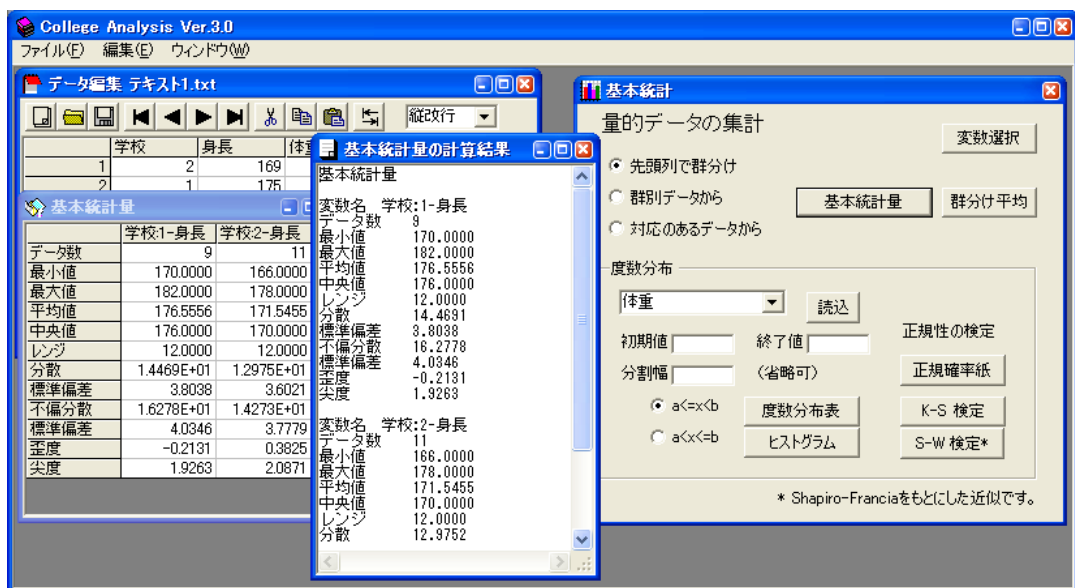 College Analysis Ver.3.0
ファイル(F) 編集(E) ウィンドウ(W)
データ編集 テキスト1.txt
縦改行
学校 身長
1 2 169
2 1 175
基本統計量
学校:1-身長 学校:2-身長
データ数 9 11
最小値 170.0000 166.0000
最大値 182.0000 178.0000
平均値 176.5556 171.5455
中央値 176.0000 170.0000
レンジ 12.0000 12.0000
分散 1.4469E+01 1.2975E+01
標準偏差 3.8038 3.6021
不偏分散 1.6278E+01 1.4273E+01
標準偏差 4.0346 3.7779
歪度 -0.2131 0.3825
尖度 1.9263 2.0871
基本統計量の計算結果
基本統計量
変数名 学校:1-身長
データ数 9
最小値 170.0000
最大値 182.0000
平均値 176.5556
中央値 176.0000
レンジ 12.0000
分散 14.4691
標準偏差 3.8038
不偏分散 16.2778
標準偏差 4.0346
歪度 -0.2131
尖度 1.9263
変数名 学校:2-身長
データ数 11
最小値 166.0000
最大値 178.0000
平均値 171.5455
中央値 170.0000
レンジ 12.0000
分散 12.9752
基本統計
量的データの集計
変数選択
先頭列で群分け
群別データから
基本統計量 群分け平均
対応のあるデータから
度数分布
体重 読込
初期値 終了値
正規性の検定
分割幅 (省略可)
正規確率紙
a<=x<b 度数分布表 K-S 検定
a<x<=b ヒストグラム S-W 検定*
* Shapiro-Franciaをもとにした近似です。